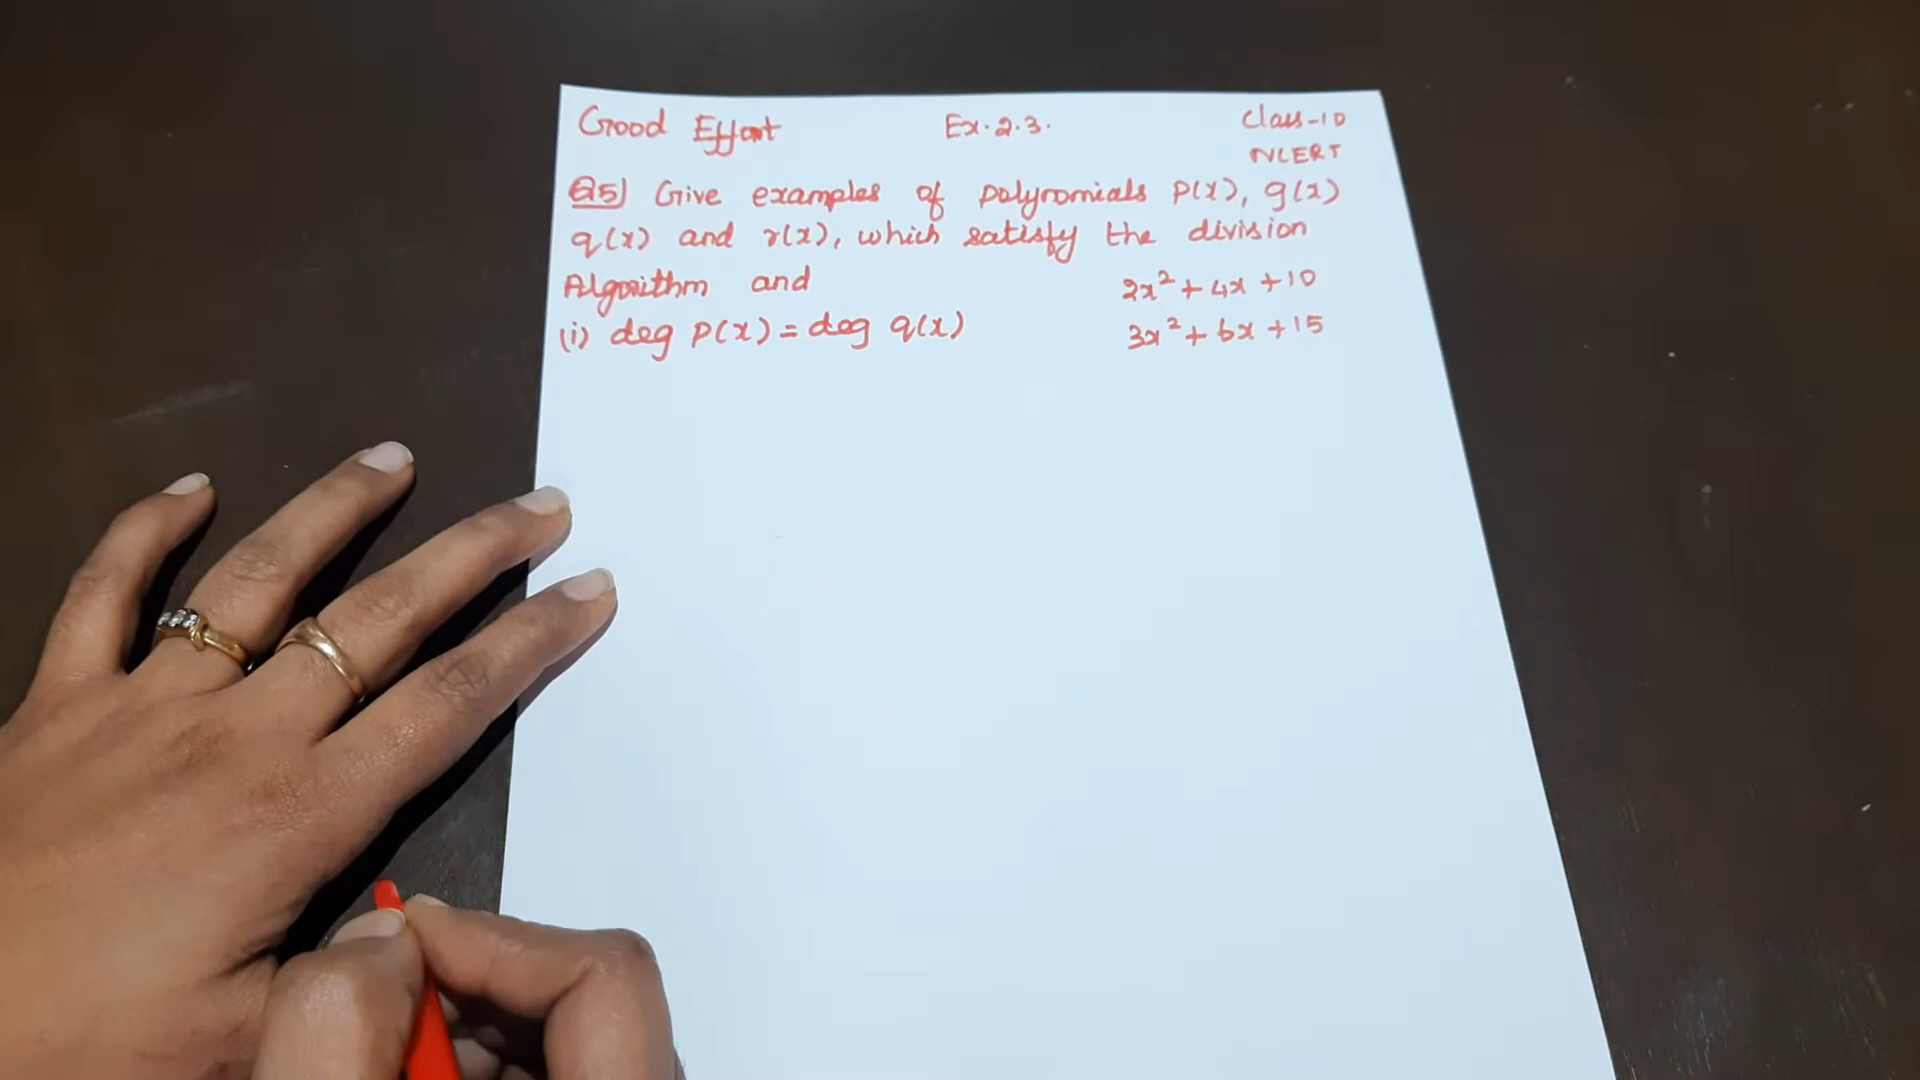 Good Effort Ex. 2.3. Class-10
NCERT
Q5) Give examples of polynomials P(x), g(x)
q(x) and r(x), which satisfy the division
Algorithm and 2x² + 4x + 10
(i) deg P(x) = deg q(x) 3x² + 6x + 15